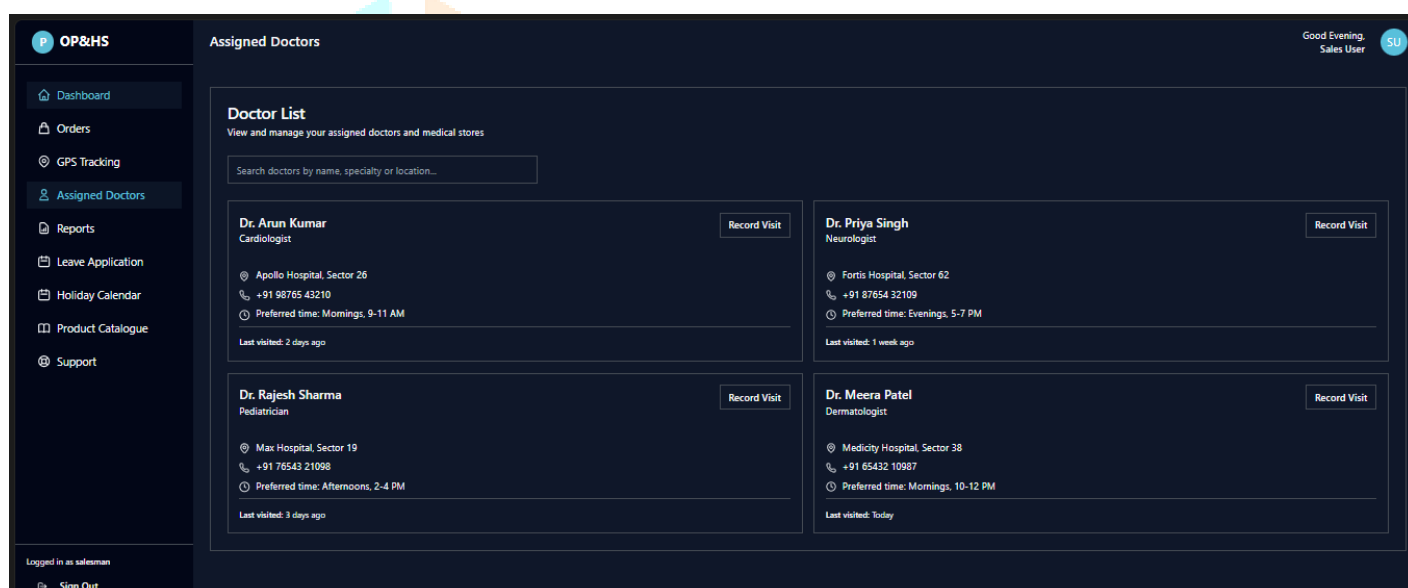 P OP&HS
Dashboard
Orders
GPS Tracking
Assigned Doctors
Reports
Leave Application
Holiday Calendar
Product Catalogue
Support
Logged in as salesman
Sign Out
Assigned Doctors
Good Evening,
Sales User
SU
Doctor List
View and manage your assigned doctors and medical stores
Search doctors by name, specialty or location...
Dr. Arun Kumar
Record Visit
Cardiologist
Apollo Hospital, Sector 26
+91 98765 43210
Preferred time: Mornings, 9-11 AM
Last visited: 2 days ago
Dr. Priya Singh
Record Visit
Neurologist
Fortis Hospital, Sector 62
+91 87654 32109
Preferred time: Evenings, 5-7 PM
Last visited: 1 week ago
Dr. Rajesh Sharma
Record Visit
Pediatrician
Max Hospital, Sector 19
+91 76543 21098
Preferred time: Afternoons, 2-4 PM
Last visited: 3 days ago
Dr. Meera Patel
Record Visit
Dermatologist
Medicity Hospital, Sector 38
+91 65432 10987
Preferred time: Mornings, 10-12 PM
Last visited: Today